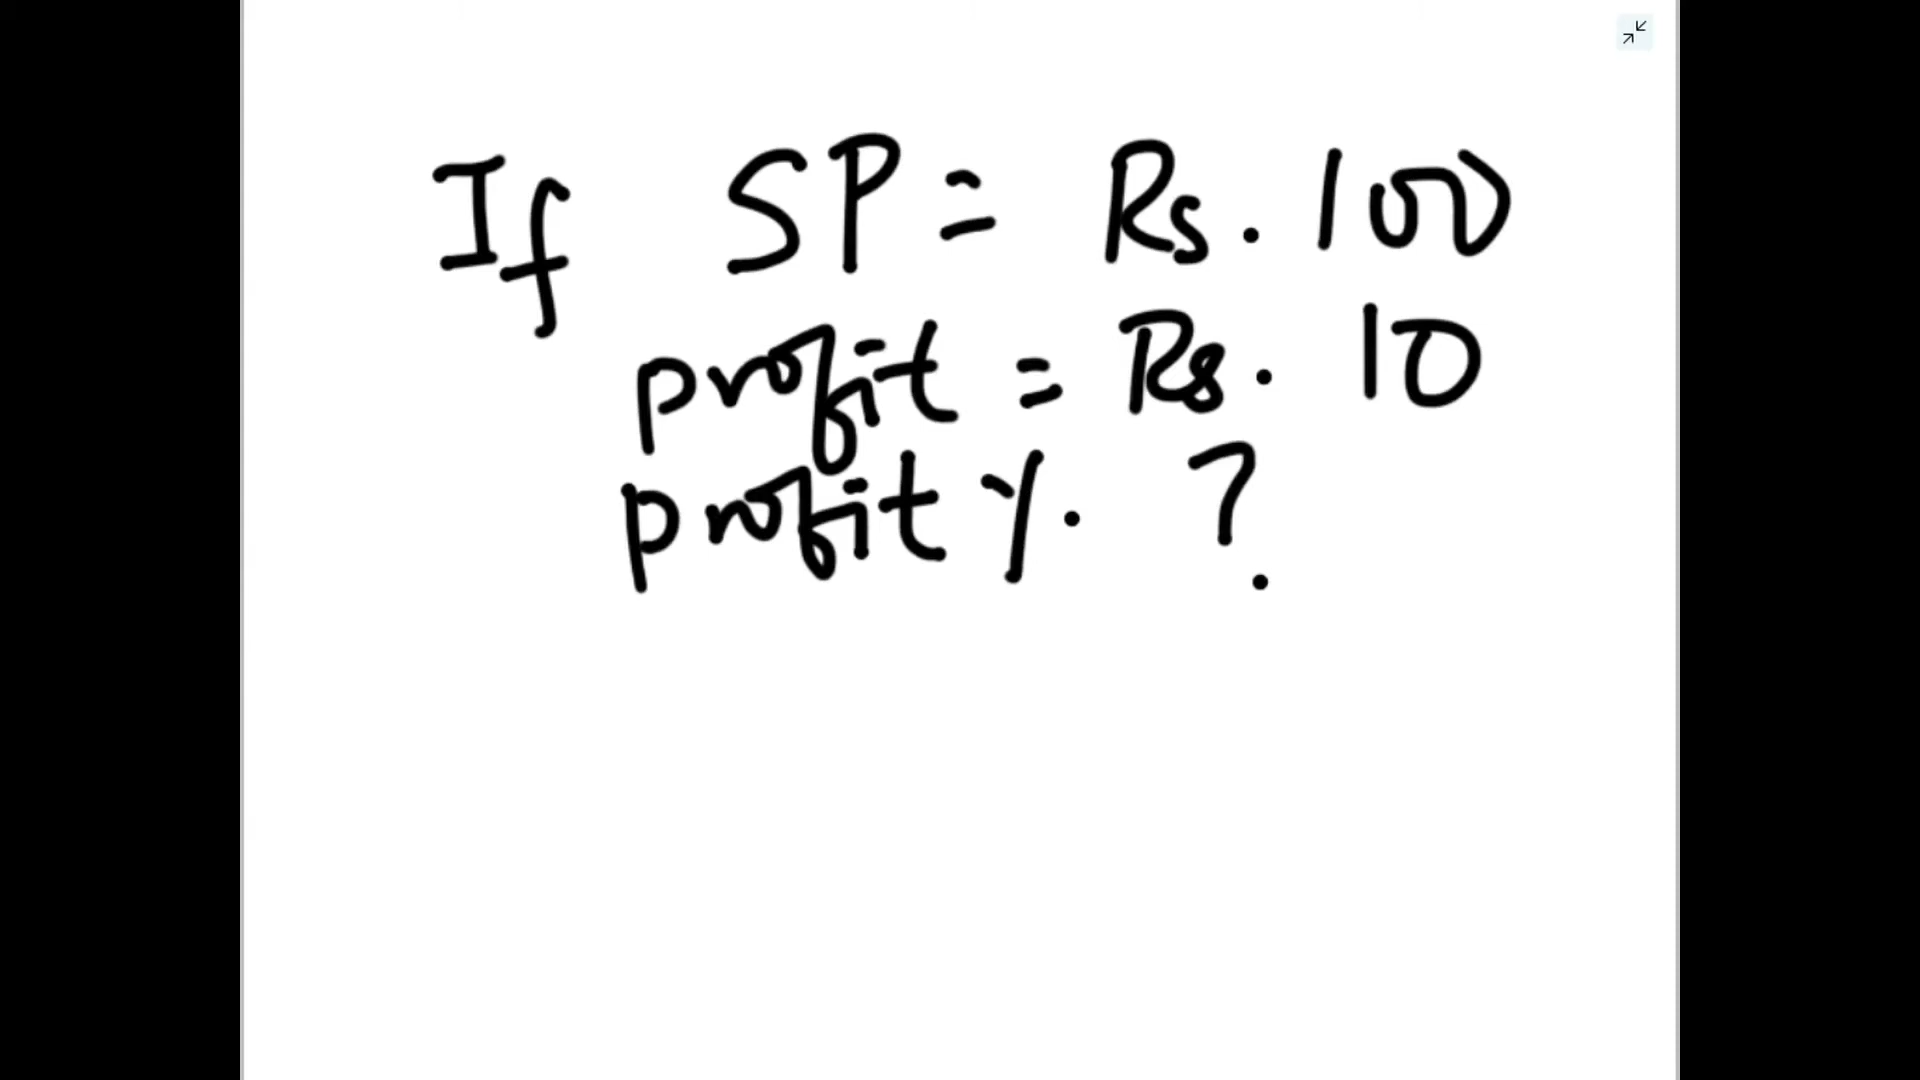 If SP = Rs. 100
profit = Rs. 10
profit %. ?